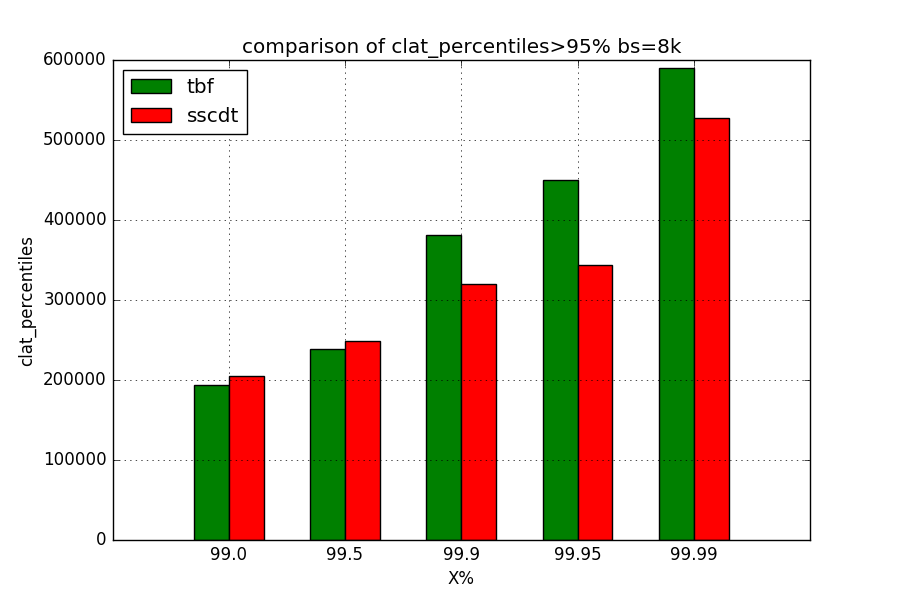 comparison of clat_percentiles>95% bs=8k
600000
500000
400000
300000
200000
100000
0
clat_percentiles
tbf
sscdt
99.0
99.5
99.9
99.95
99.99
X%